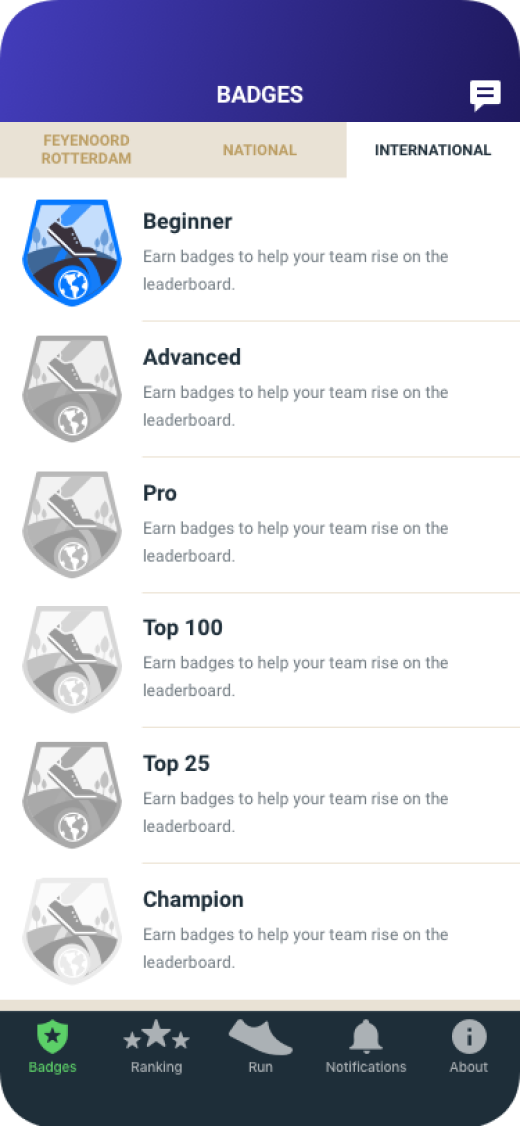 BADGES
FEYENOORD
ROTTERDAM
NATIONAL
INTERNATIONAL
Beginner
Earn badges to help your team rise on the
leaderboard.
Advanced
Earn badges to help your team rise on the
leaderboard.
Pro
Earn badges to help your team rise on the
leaderboard.
Top 100
Earn badges to help your team rise on the
leaderboard.
Top 25
Earn badges to help your team rise on the
leaderboard.
Champion
Earn badges to help your team rise on the
leaderboard.
Badges
Ranking
Run
Notifications
About